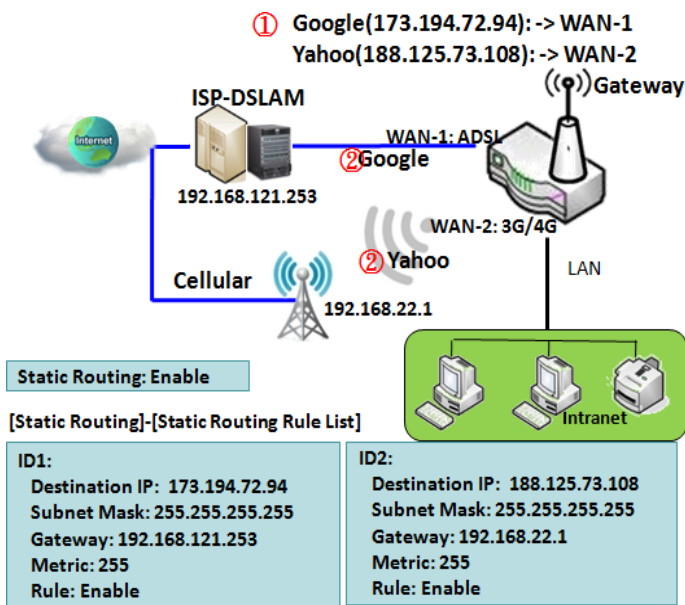 ① Google(173.194.72.94): -> WAN-1
Yahoo(188.125.73.108): -> WAN-2
Gateway
ISP-DSLAM
Internet
WAN-1: ADSL
②Google
192.168.121.253
WAN-2: 3G/4G
② Yahoo
LAN
Cellular
192.168.22.1
Intranet
Static Routing: Enable
[Static Routing]-[Static Routing Rule List]
ID1:
Destination IP: 173.194.72.94
Subnet Mask: 255.255.255.255
Gateway: 192.168.121.253
Metric: 255
Rule: Enable
ID2:
Destination IP: 188.125.73.108
Subnet Mask: 255.255.255.255
Gateway: 192.168.22.1
Metric: 255
Rule: Enable